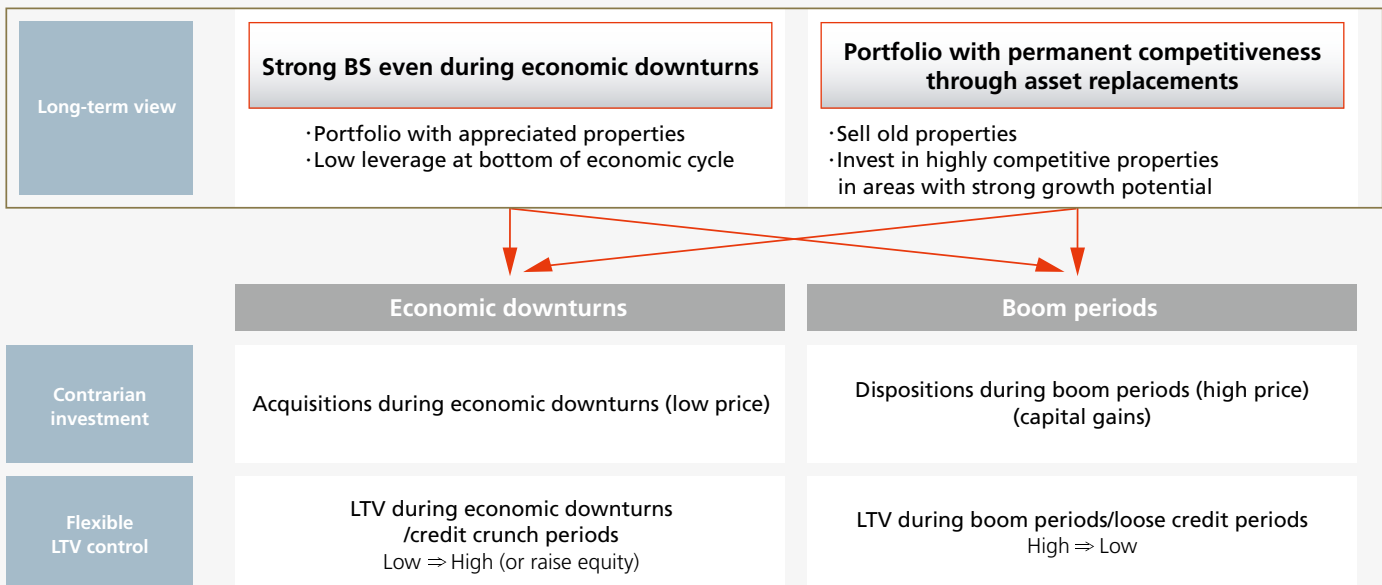 Long-term view
Strong BS even during economic downturns
·Portfolio with appreciated properties
·Low leverage at bottom of economic cycle
Portfolio with permanent competitiveness
through asset replacements
·Sell old properties
·Invest in highly competitive properties
in areas with strong growth potential
Economic downturns
Boom periods
Contrarian
investment
Acquisitions during economic downturns (low price)
Dispositions during boom periods (high price)
(capital gains)
Flexible
LTV control
LTV during economic downturns
/credit crunch periods
Low ⇒ High (or raise equity)
LTV during boom periods/loose credit periods
High ⇒ Low